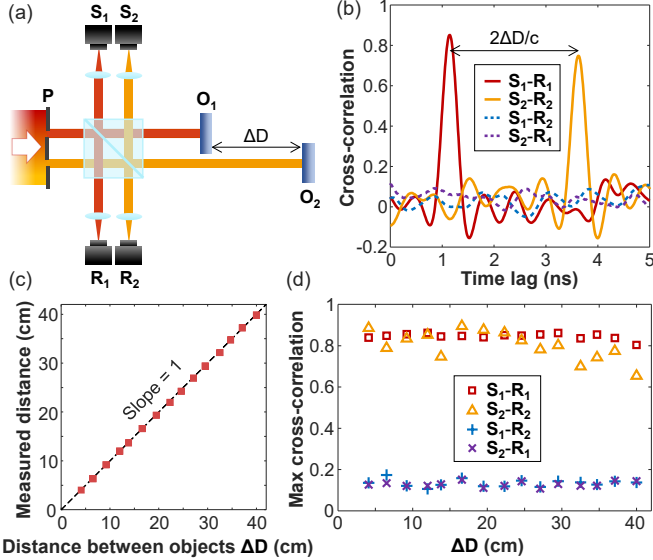 (a)
S₁ S₂
P
O₁
ΔD
O₂
R₁ R₂
(b)
Cross-correlation
1
0.8
0.6
0.4
0.2
0
-0.2
2ΔD/c
S₁-R₁
S₂-R₂
S₁-R₂
S₂-R₁
0 1 2 3 4 5
Time lag (ns)
(c)
Measured distance (cm)
40
30
20
10
0
Slope = 1
0 10 20 30 40
Distance between objects ΔD (cm)
(d)
Max cross-correlation
1
0.8
0.6
0.4
0.2
0
S₁-R₁
S₂-R₂
S₁-R₂
S₂-R₁
0 10 20 30 40
ΔD (cm)